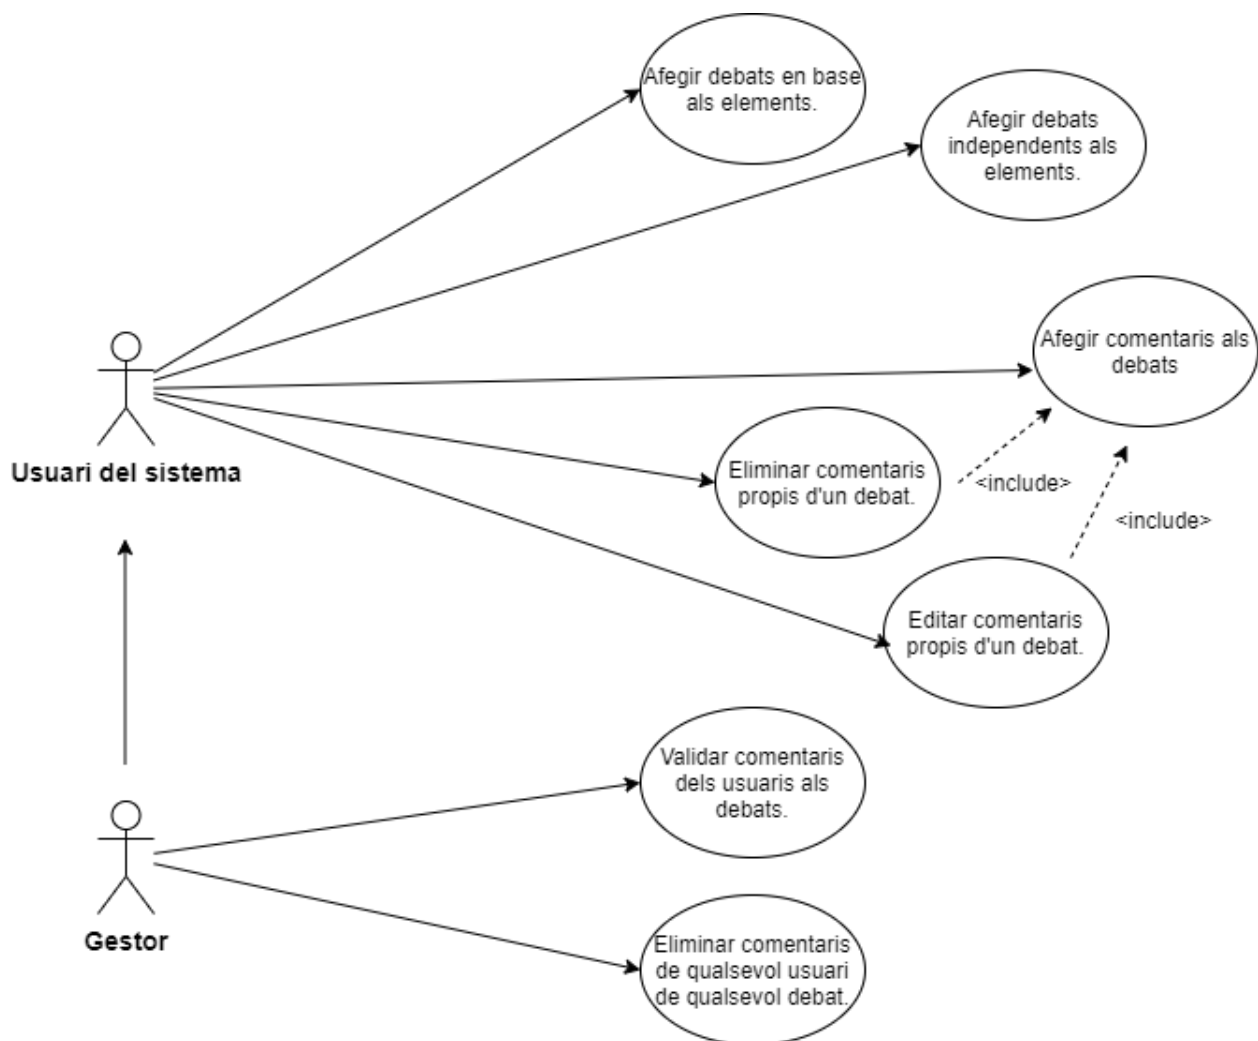 Afegir debats en base
als elements.
Afegir debats
independents als
elements.
Afegir comentaris als
debats
Usuari del sistema
Eliminar comentaris
propis d'un debat.
<include>
<include>
Editar comentaris
propis d'un debat.
Validar comentaris
dels usuaris als
debats.
Gestor
Eliminar comentaris
de qualsevol usuari
de qualsevol debat.